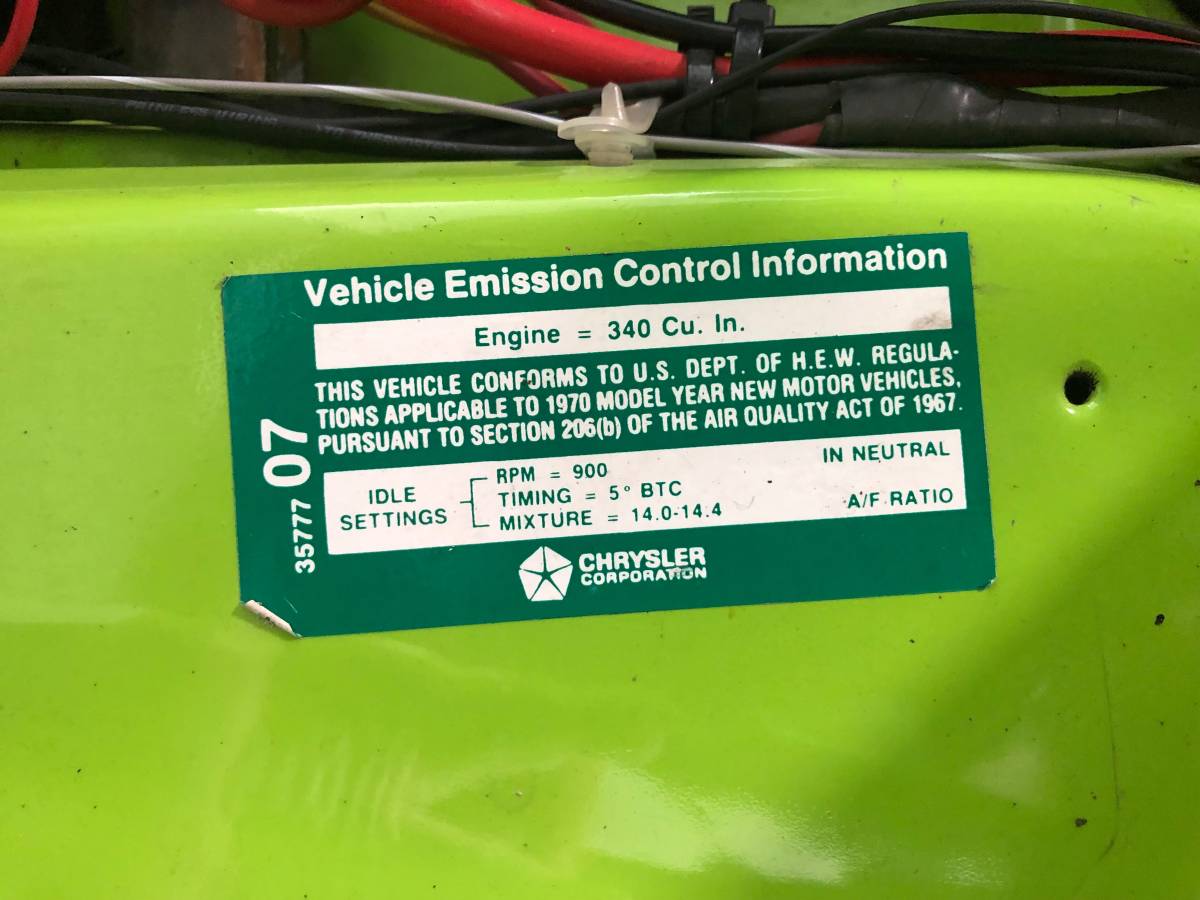 PAINLESS WIRING
Vehicle Emission Control Information
Engine = 340 Cu. In.
THIS VEHICLE CONFORMS TO U.S. DEPT. OF H.E.W. REGULA-
TIONS APPLICABLE TO 1970 MODEL YEAR NEW MOTOR VEHICLES,
PURSUANT TO SECTION 206(b) OF THE AIR QUALITY ACT OF 1967.
IDLE
SETTINGS
RPM = 900
IN NEUTRAL
TIMING = 5° BTC
MIXTURE = 14.0-14.4
A/F RATIO
CHRYSLER
CORPORATION
35777 07